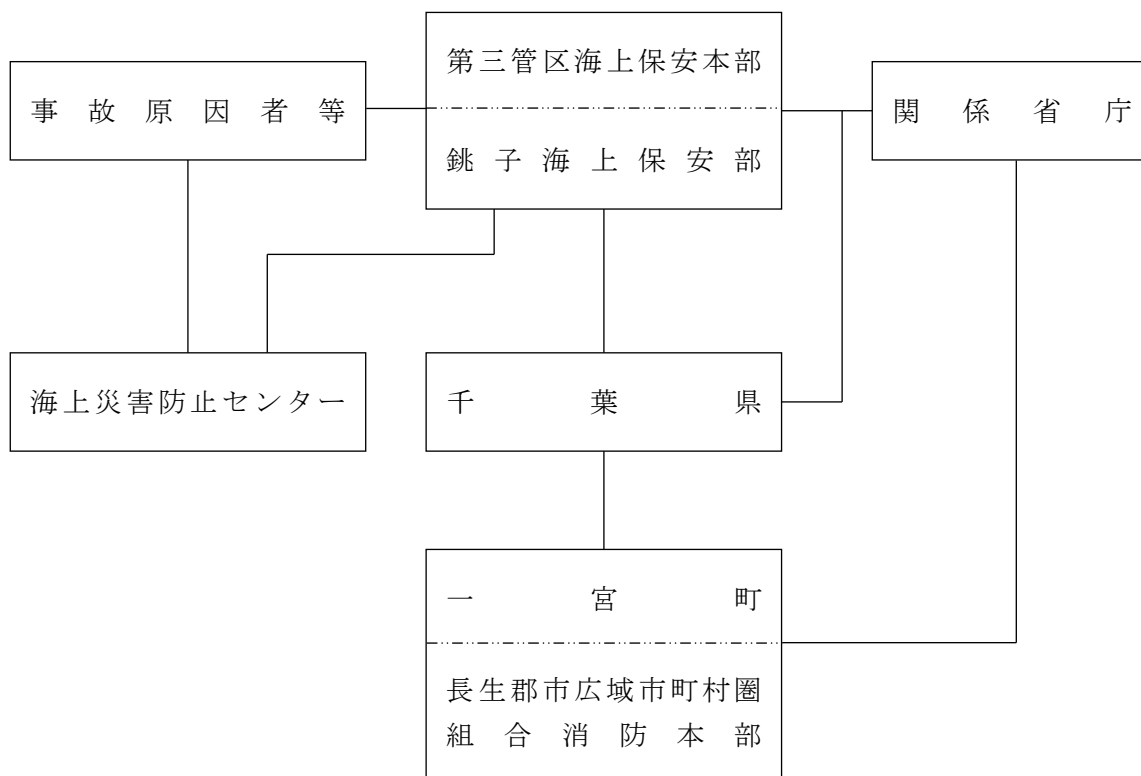 第三管区海上保安本部
事故原因者等
関係省庁
銚子海上保安部
海上災害防止センター
千葉県
一宮町
長生郡市広域市町村圏
組合消防本部